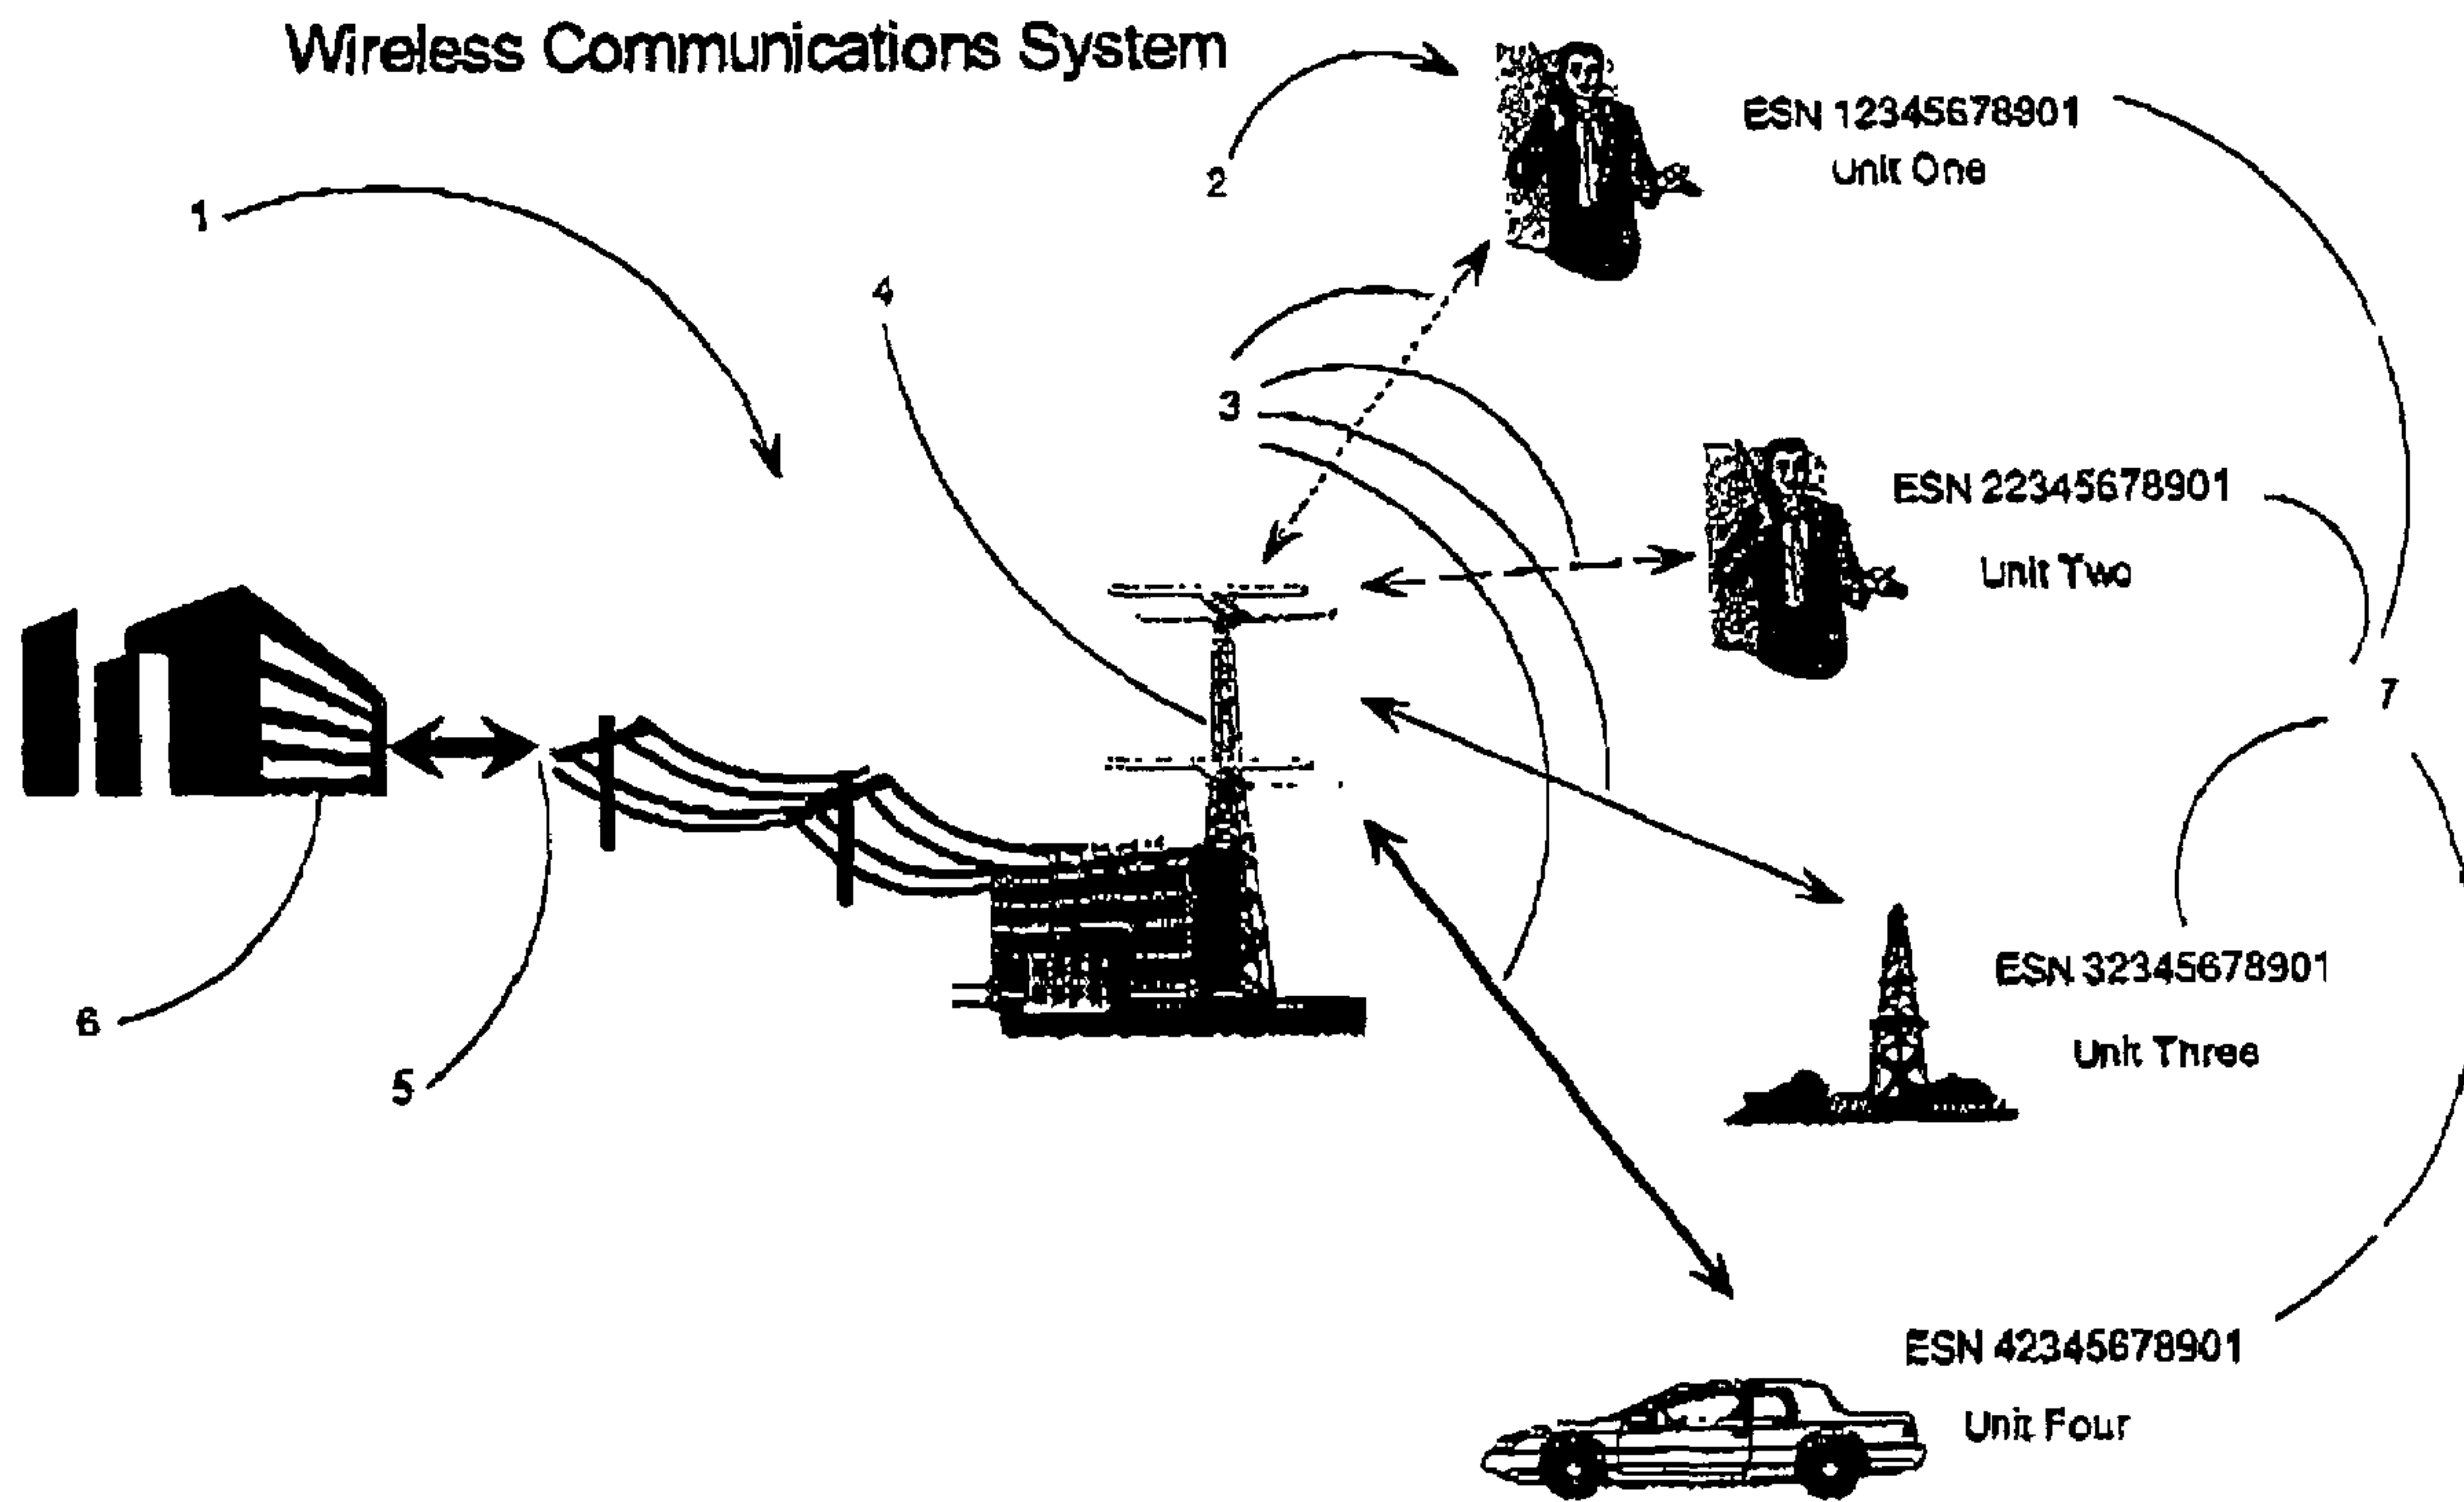 Wireless Communications System
2
ESN 12345678901
Unit One
1
4
3
ESN 22345678901
Unit Two
7
6
5
ESN 32345678901
Unit Three
ESN 42345678901
Unit Four